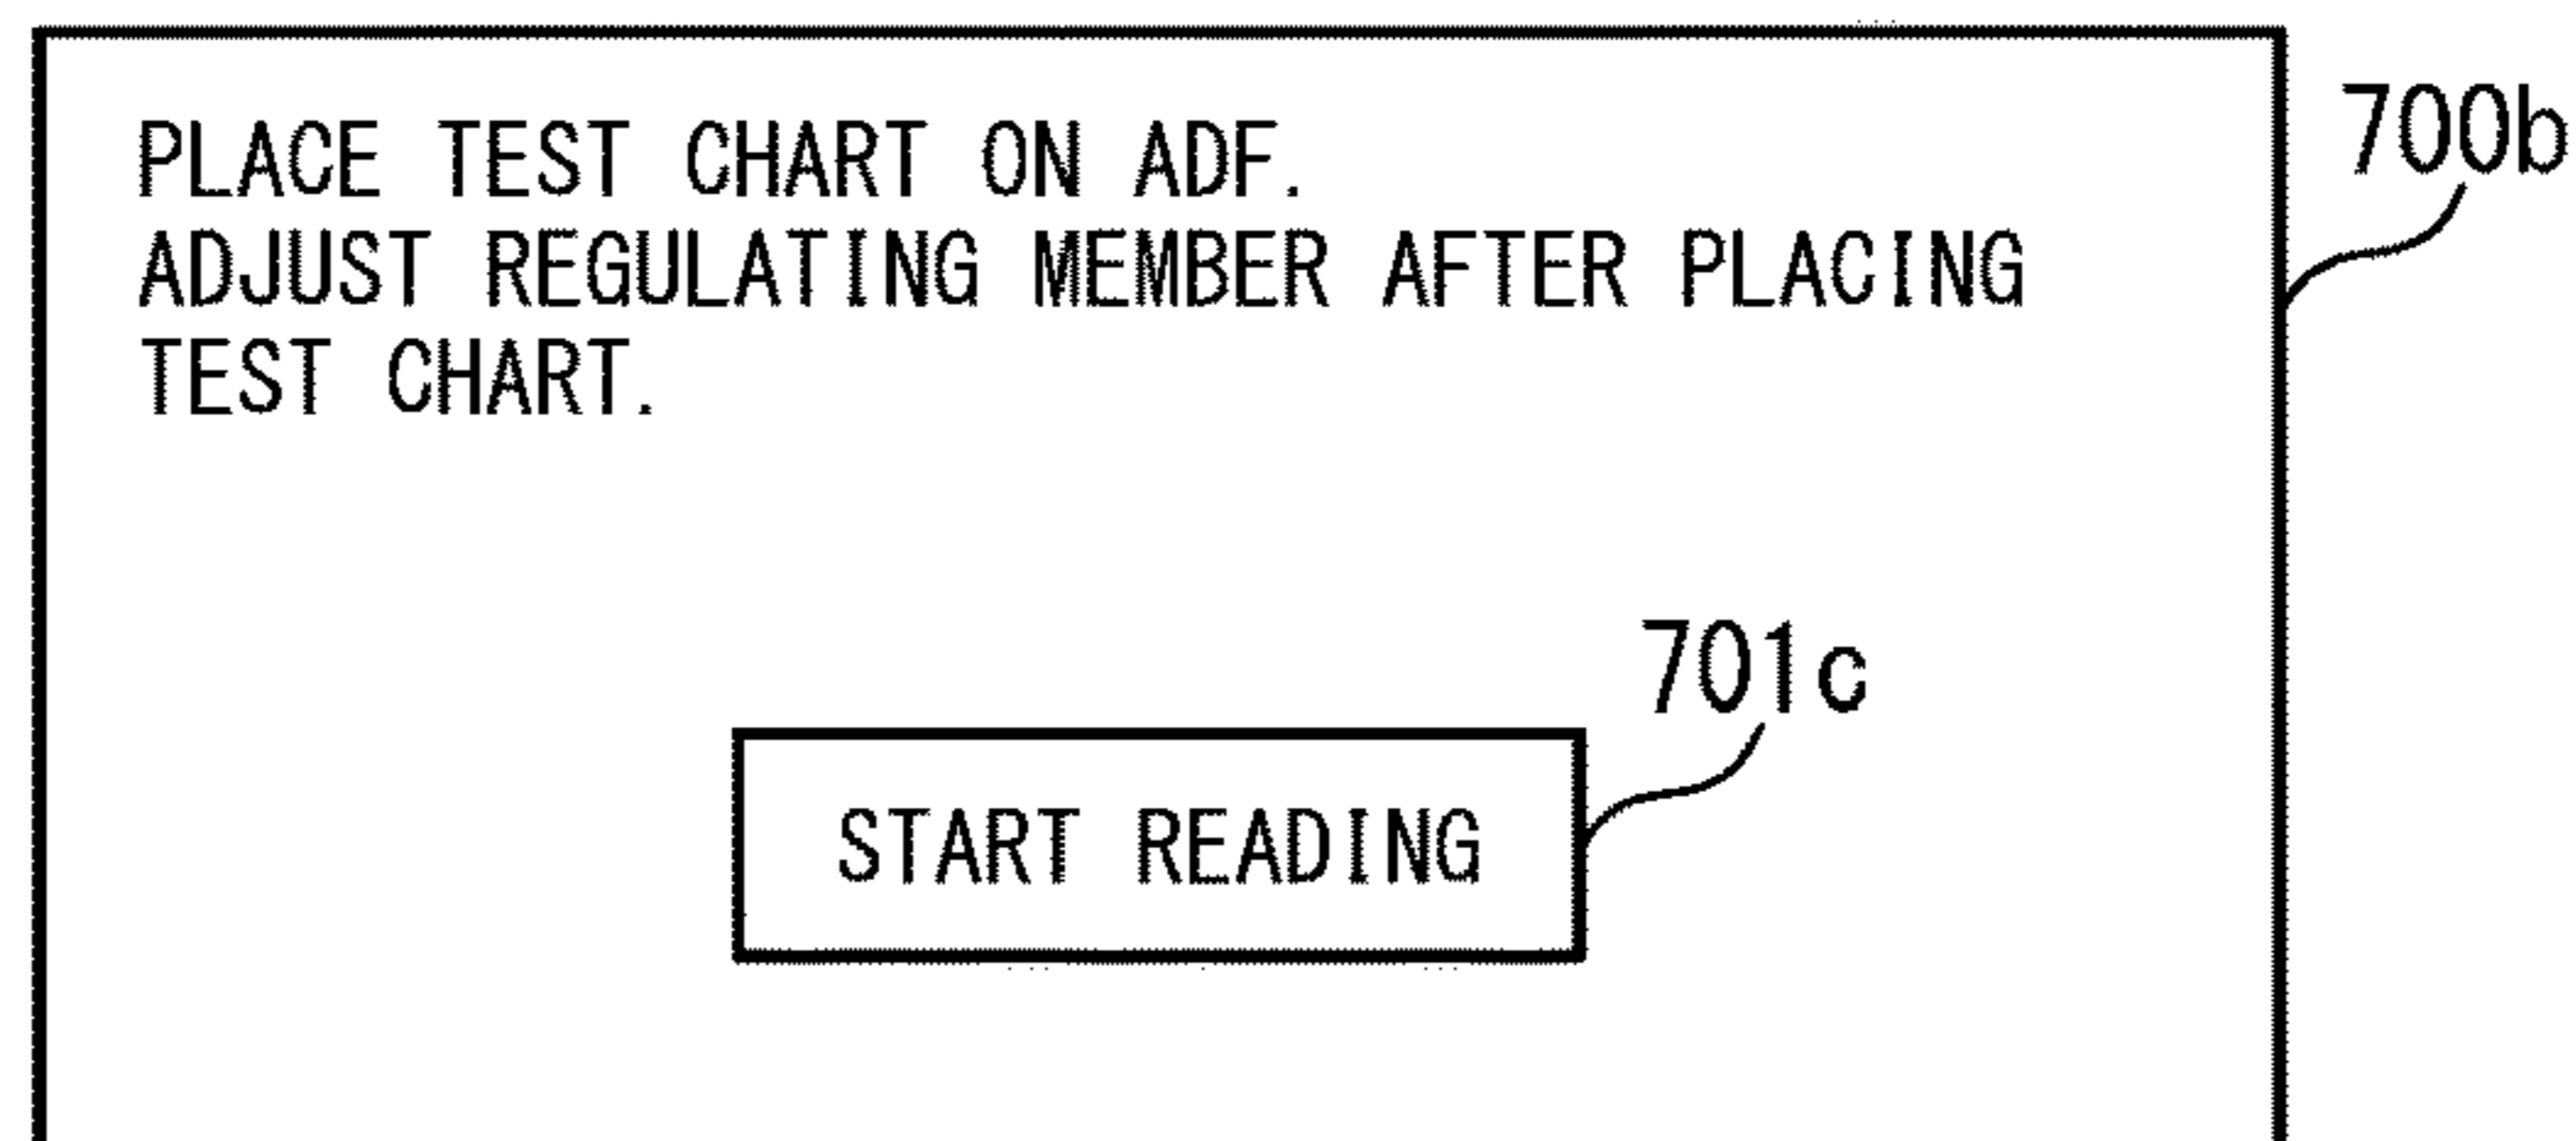 PLACE TEST CHART ON ADF.
ADJUST REGULATING MEMBER AFTER PLACING
TEST CHART.
700b
701c
START READING